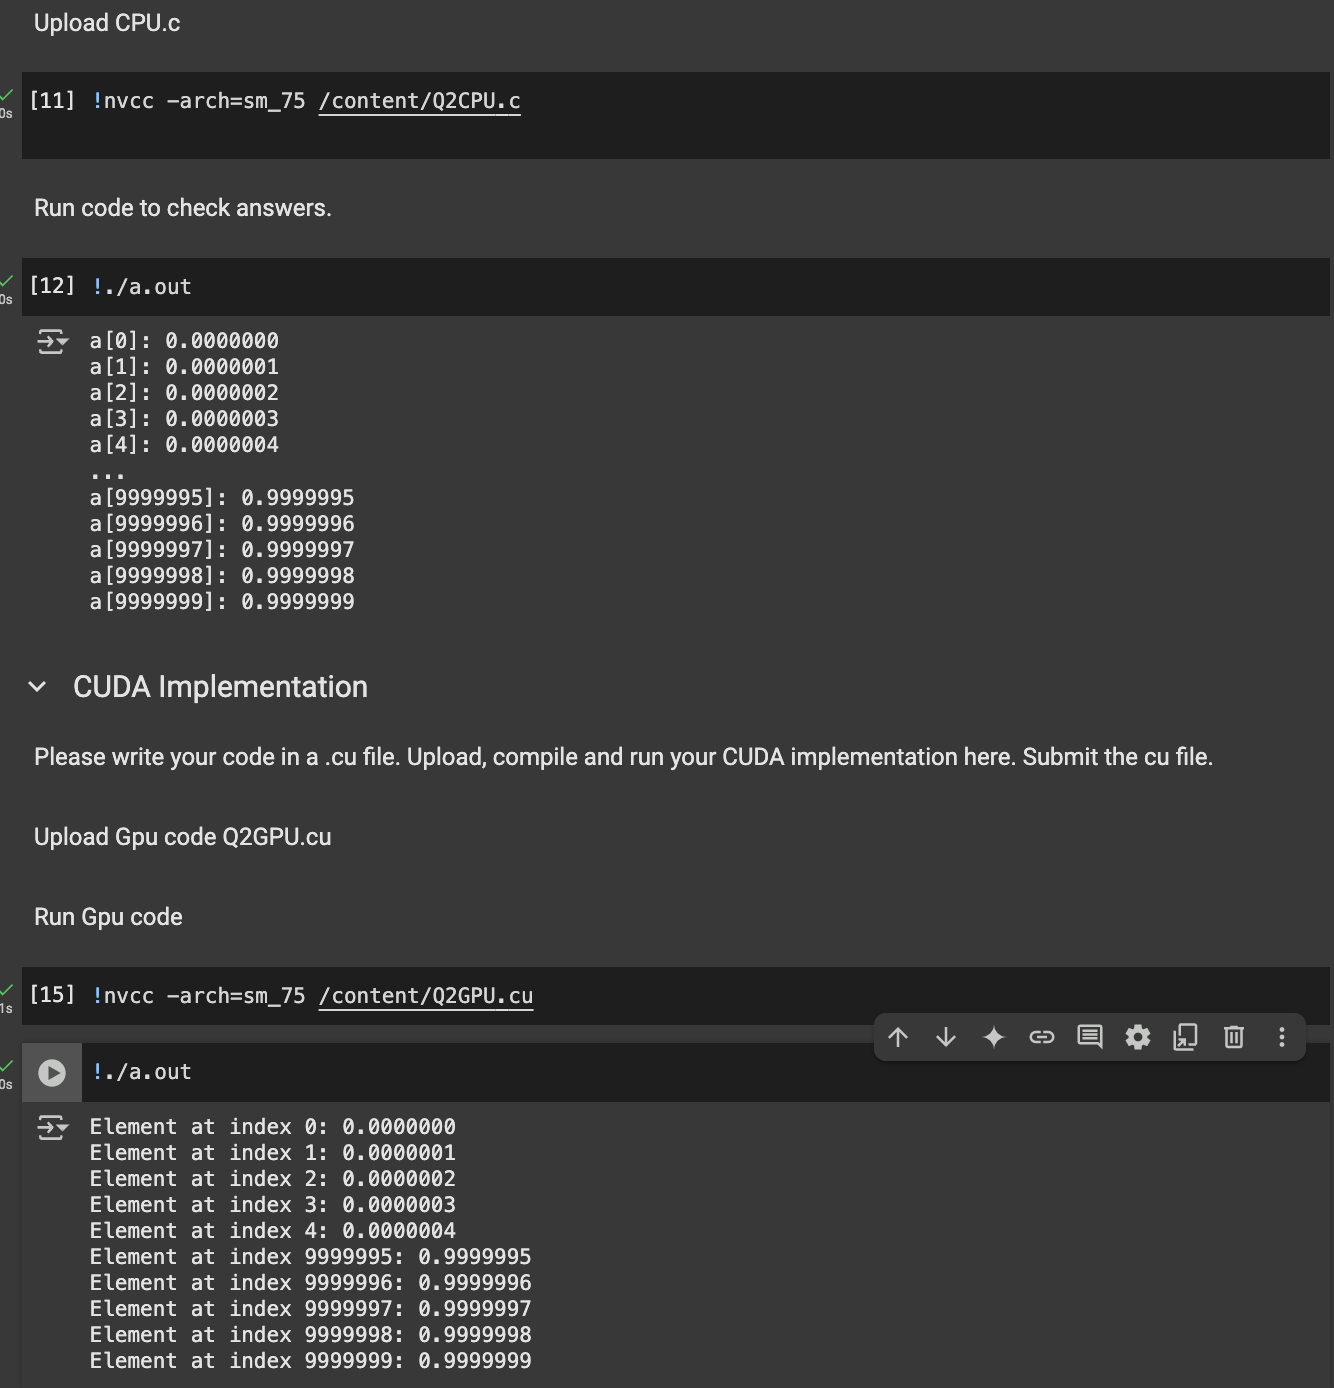 Upload CPU.c
[11] !nvcc -arch=sm_75 /content/Q2CPU.c
0s
Run code to check answers.
[12] !./a.out
0s
a[0]: 0.0000000
a[1]: 0.0000001
a[2]: 0.0000002
a[3]: 0.0000003
a[4]: 0.0000004
...
a[9999995]: 0.9999995
a[9999996]: 0.9999996
a[9999997]: 0.9999997
a[9999998]: 0.9999998
a[9999999]: 0.9999999
CUDA Implementation
Please write your code in a .cu file. Upload, compile and run your CUDA implementation here. Submit the cu file.
Upload Gpu code Q2GPU.cu
Run Gpu code
[15] !nvcc -arch=sm_75 /content/Q2GPU.cu
1s
!./a.out
0s
Element at index 0: 0.0000000
Element at index 1: 0.0000001
Element at index 2: 0.0000002
Element at index 3: 0.0000003
Element at index 4: 0.0000004
Element at index 9999995: 0.9999995
Element at index 9999996: 0.9999996
Element at index 9999997: 0.9999997
Element at index 9999998: 0.9999998
Element at index 9999999: 0.9999999